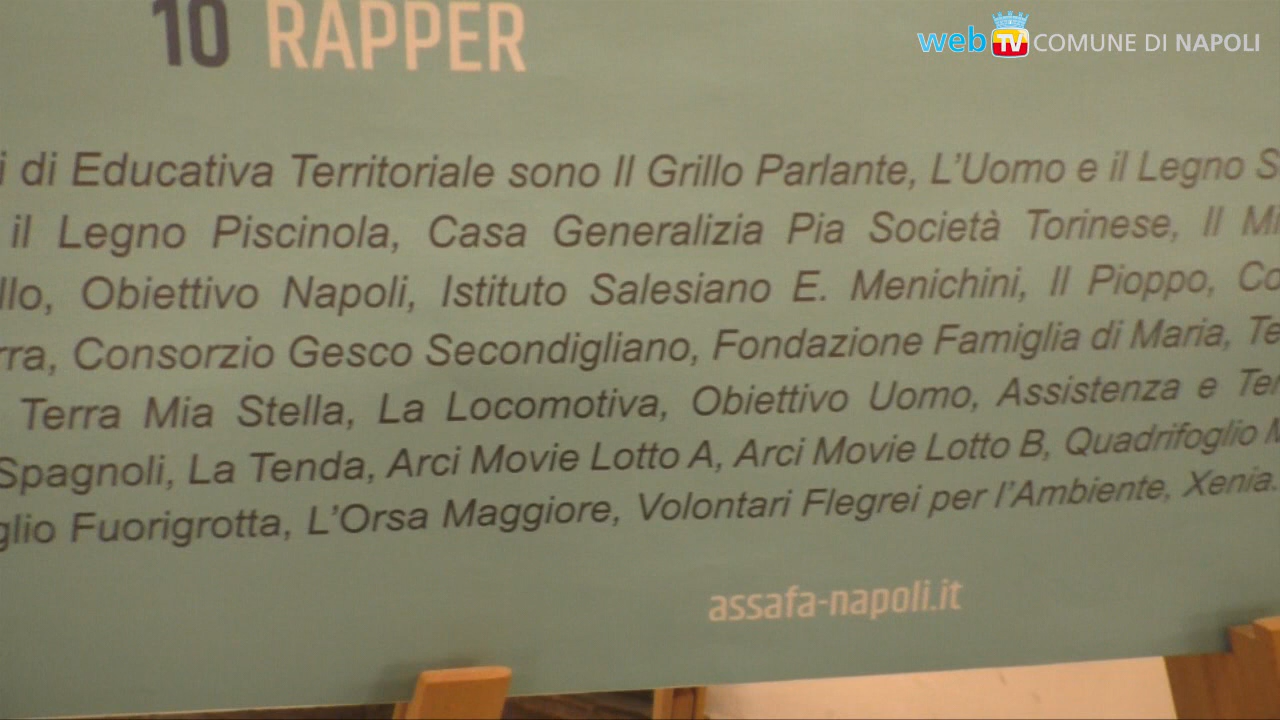 10 RAPPER
web TV COMUNE DI NAPOLI
di Educativa Territoriale sono Il Grillo Parlante, L'Uomo e il Legno
il Legno Piscinola, Casa Generalizia Pia Società Torinese, Il
Obiettivo Napoli, Istituto Salesiano E. Menichini, Il Pioppo,
Consorzio Gesco Secondigliano, Fondazione Famiglia di Maria,
Terra Mia Stella, La Locomotiva, Obiettivo Uomo, Assistenza e
Spagnoli, La Tenda, Arci Movie Lotto A, Arci Movie Lotto B, Quadrifoglio
Fuorigrotta, L'Orsa Maggiore, Volontari Flegrei per l'Ambiente, Xenia.
assafa-napoli.it